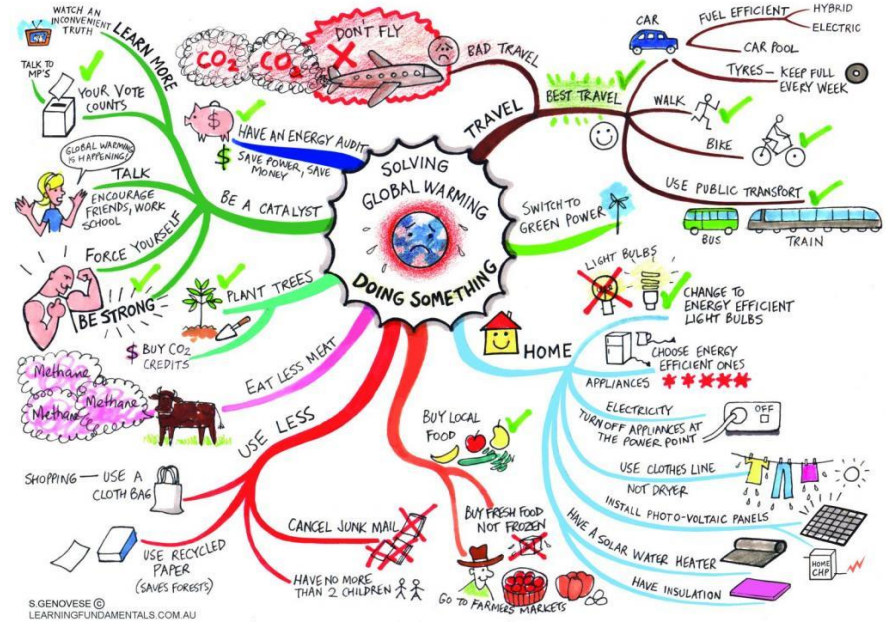 SOLVING
GLOBAL WARMING
DOING SOMETHING
TRAVEL
BAD TRAVEL
DON'T FLY
CO2
CO2
BEST TRAVEL
CAR
FUEL EFFICIENT
HYBRID
ELECTRIC
CAR POOL
TYRES — KEEP FULL
EVERY WEEK
WALK
BIKE
USE PUBLIC TRANSPORT
BUS
TRAIN
SWITCH TO
GREEN POWER
HOME
LIGHT BULBS
CHANGE TO
ENERGY EFFICIENT
LIGHT BULBS
APPLIANCES
CHOOSE ENERGY
EFFICIENT ONES
ELECTRICITY
TURN OFF APPLIANCES AT
THE POWER POINT
OFF
USE CLOTHES LINE
NOT DRYER
INSTALL PHOTO-VOLTAIC PANELS
HOME
CHP
HAVE A SOLAR WATER HEATER
HAVE INSULATION
BUY LOCAL
FOOD
BUY FRESH FOOD
NOT FROZEN
GO TO FARMERS MARKETS
USE LESS
SHOPPING — USE A
CLOTH BAG
USE RECYCLED
PAPER
(SAVES FORESTS)
CANCEL JUNK MAIL
HAVE NO MORE
THAN 2 CHILDREN
EAT LESS MEAT
Methane
Methane
Methane
PLANT TREES
$ BUY CO2
CREDITS
BE A CATALYST
LEARN MORE
WATCH AN
INCONVENIENT
TRUTH
TALK TO
MP'S
YOUR VOTE
COUNTS
TALK
GLOBAL WARMING
IS HAPPENING!
ENCOURAGE
FRIENDS, WORK
SCHOOL
FORCE YOURSELF
BE STRONG
HAVE AN ENERGY AUDIT
$ SAVE POWER, SAVE
MONEY
S.GENOVESE ©
LEARNINGFUNDAMENTALS.COM.AU